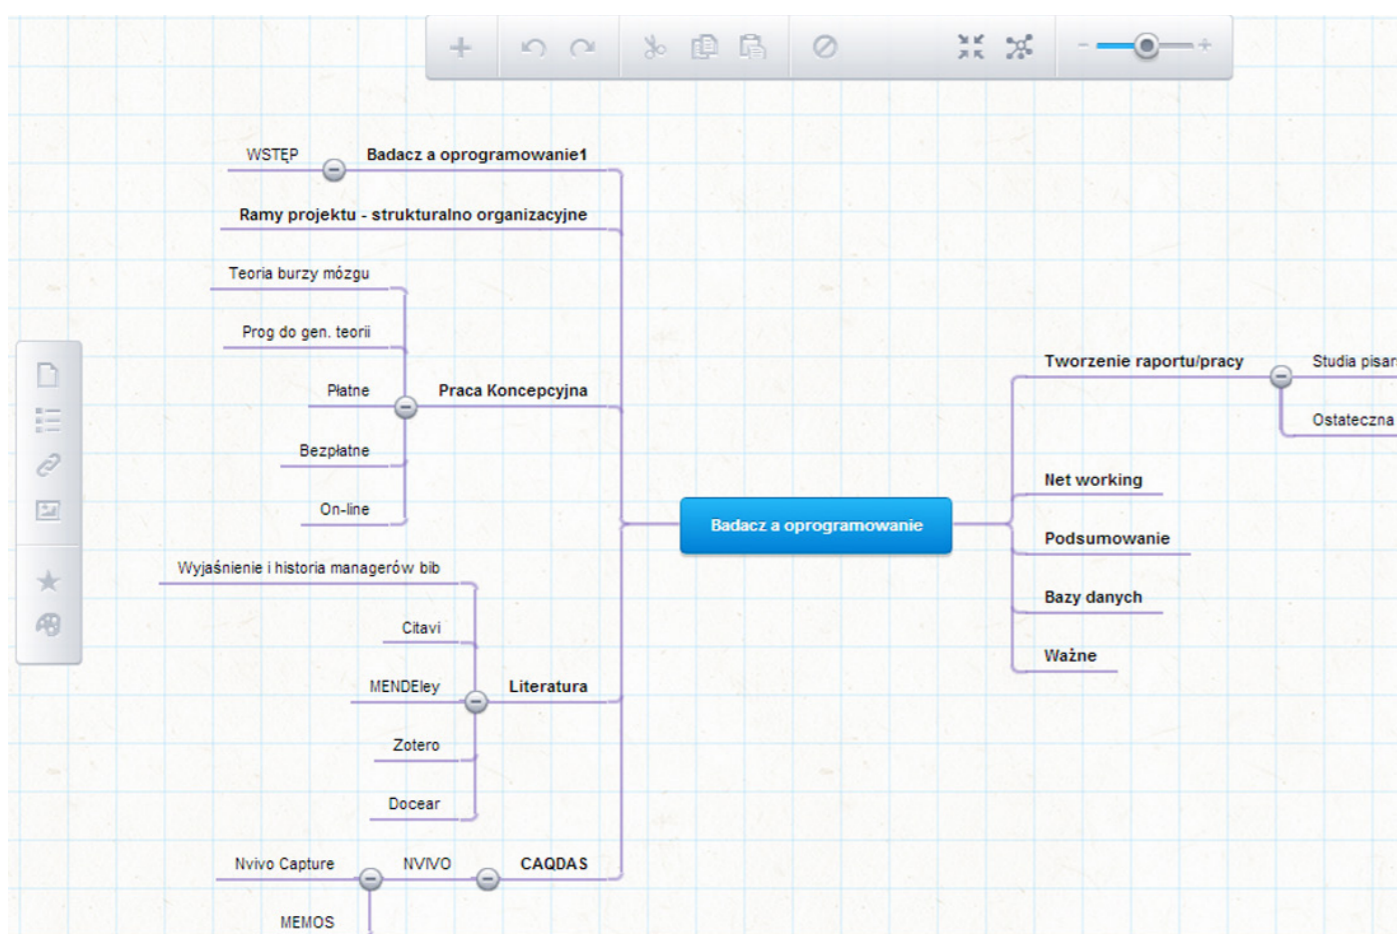 WSTĘP
Badacz a oprogramowanie1
Ramy projektu - strukturalno organizacyjne
Teoria burzy mózgu
Prog do gen. teorii
Płatne
Praca Koncepcyjna
Bezpłatne
On-line
Wyjaśnienie i historia managerów bib
Citavi
MENDEley
Literatura
Zotero
Docear
Nvivo Capture
NVIVO
CAQDAS
MEMOS
Badacz a oprogramowanie
Tworzenie raportu/pracy
Studia
Ostateczna
Net working
Podsumowanie
Bazy danych
Ważne